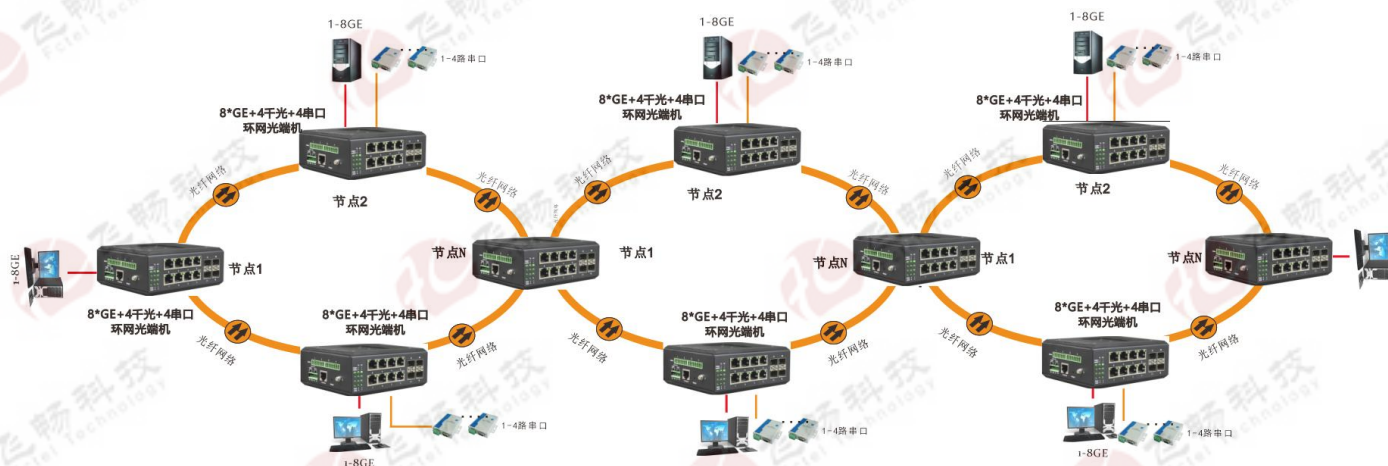 1-8GE
1-4路串口
8*GE+4千光+4串口
环网光端机
节点2
1-8GE
1-4路串口
8*GE+4千光+4串口
环网光端机
节点2
1-8GE
1-4路串口
8*GE+4千光+4串口
环网光端机
节点2
光纤网络
光纤网络
光纤网络
光纤网络
光纤网络
光纤网络
1-8GE
节点1
节点N
节点1
节点N
节点1
节点N
8*GE+4千光+4串口
环网光端机
光纤网络
光纤网络
光纤网络
光纤网络
光纤网络
光纤网络
8*GE+4千光+4串口
环网光端机
8*GE+4千光+4串口
环网光端机
8*GE+4千光+4串口
环网光端机
1-4路串口
1-8GE
1-4路串口
1-4路串口
1-8GE
飞畅科技
Fctel Technology